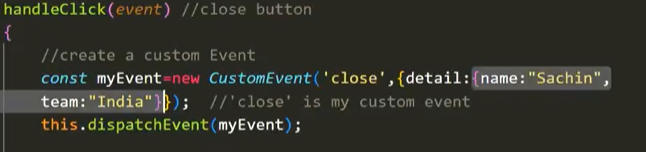 handleClick(event) //close button
{
//create a custom Event
const myEvent=new CustomEvent('close',{detail:{name:"Sachin",
team:"India"}}); //'close' is my custom event
this.dispatchEvent(myEvent);